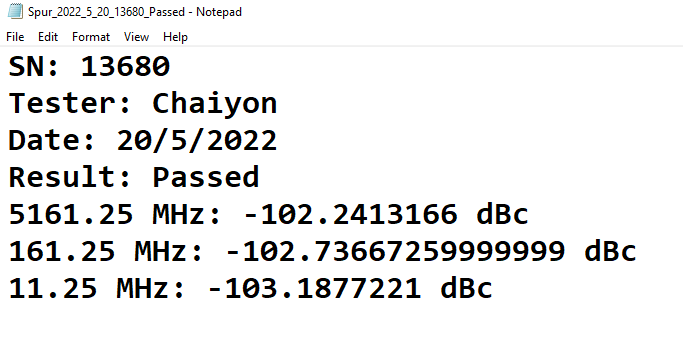 Spur_2022_5_20_13680_Passed - Notepad
File Edit Format View Help
SN: 13680
Tester: Chaiyon
Date: 20/5/2022
Result: Passed
5161.25 MHz: -102.2413166 dBc
161.25 MHz: -102.73667259999999 dBc
11.25 MHz: -103.1877221 dBc